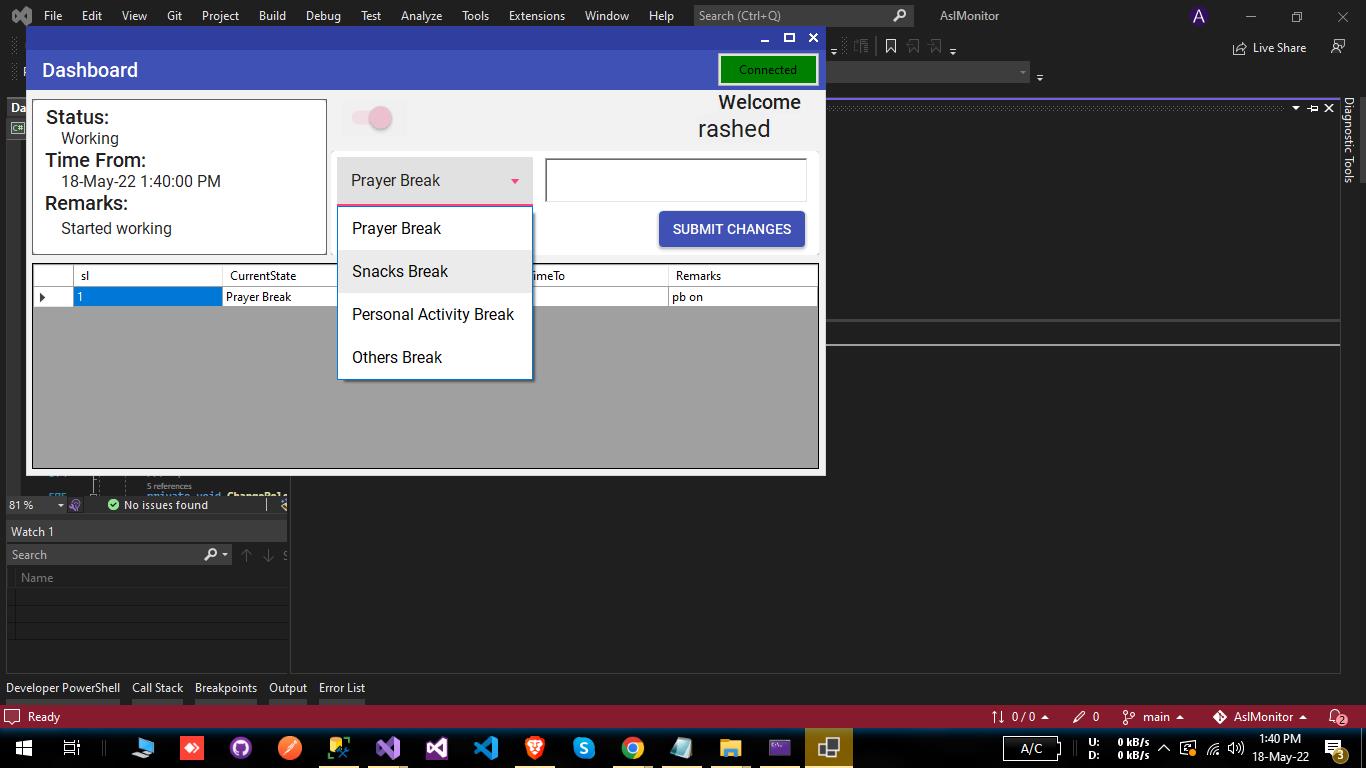 File Edit View Git Project Build Debug Test Analyze Tools Extensions Window Help Search (Ctrl+Q) AslMonitor A
Live Share
Dashboard Connected
Da
C#
Status:
Working
Time From:
18-May-22 1:40:00 PM
Remarks:
Started working
Welcome
rashed
Prayer Break
SUBMIT CHANGES
Prayer Break
Snacks Break
Personal Activity Break
Others Break
sl CurrentState imeTo Remarks
1 Prayer Break pb on
Diagnostic Tools
5 references
private void
81 % No issues found
Watch 1
Search
Name
Developer PowerShell Call Stack Breakpoints Output Error List
Ready 0 / 0 0 main AslMonitor 2
A/C U: 0 kB/s 1:40 PM
D: 0 kB/s 18-May-22 3